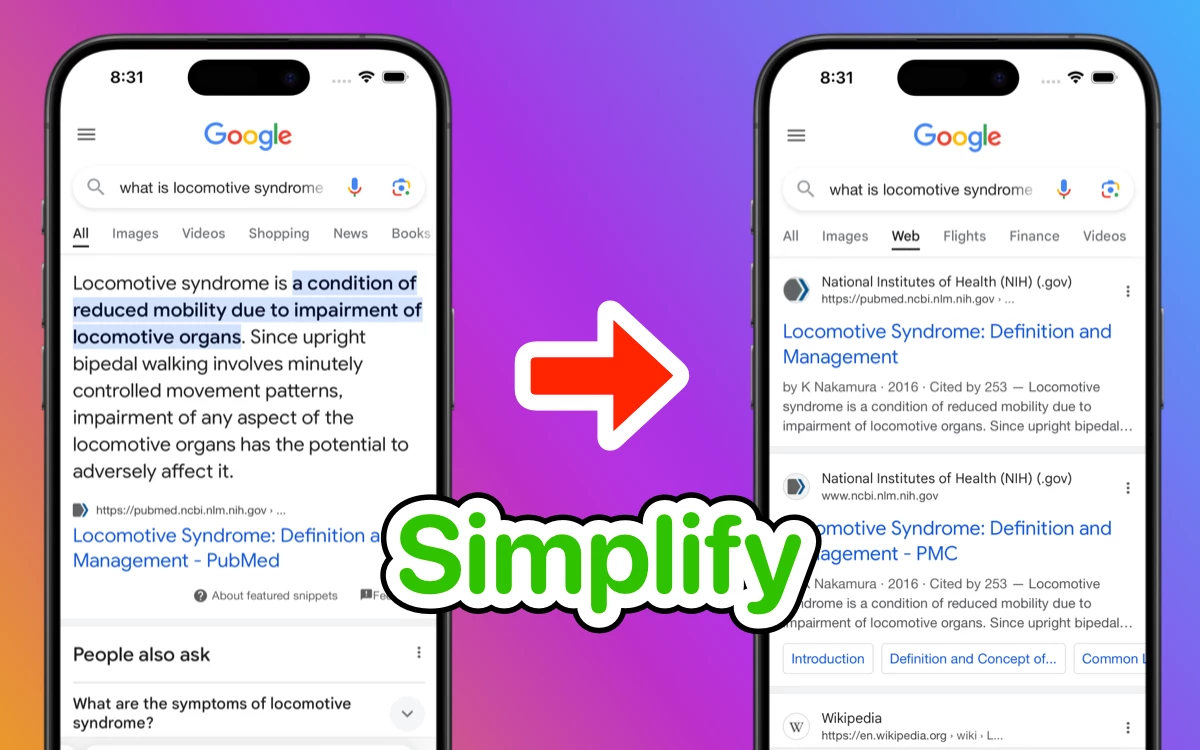 8:31
Google
what is locomotive syndrome
All Images Videos Shopping News Books
Locomotive syndrome is a condition of
reduced mobility due to impairment of
locomotive organs. Since upright
bipedal walking involves minutely
controlled movement patterns,
impairment of any aspect of the
locomotive organs has the potential to
adversely affect it.
https://pubmed.ncbi.nlm.nih.gov › ...
Locomotive Syndrome: Definition a
Management - PubMed
About featured snippets
People also ask
What are the symptoms of locomotive
syndrome?
Simplify
8:31
Google
what is locomotive syndrome
All Images Web Flights Finance Videos
National Institutes of Health (NIH) (.gov)
https://pubmed.ncbi.nlm.nih.gov › ...
Locomotive Syndrome: Definition and
Management
by K Nakamura · 2016 · Cited by 253 — Locomotive
syndrome is a condition of reduced mobility due to
impairment of locomotive organs. Since upright bipedal...
National Institutes of Health (NIH) (.gov)
www.ncbi.nlm.nih.gov
omotive Syndrome: Definition and
agement - PMC
Nakamura · 2016 · Cited by 253 — Locomotive
drome is a condition of reduced mobility due to
mpairment of locomotive organs. Since upright bipedal...
Introduction Definition and Concept of... Common
Wikipedia
https://en.wikipedia.org › wiki › L...